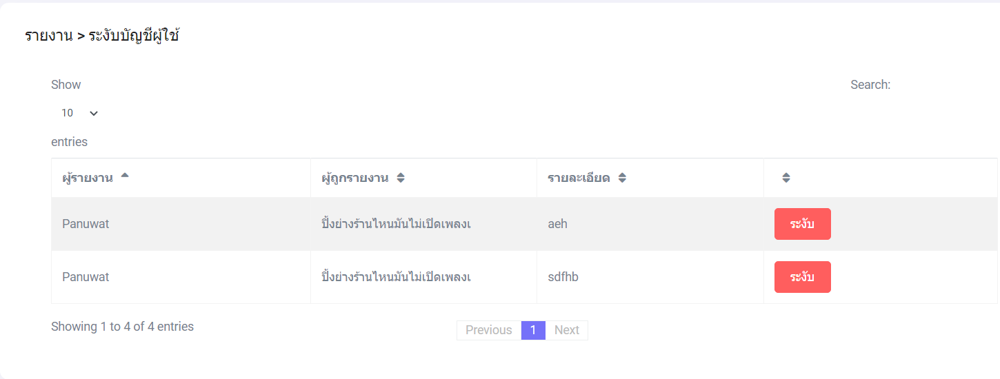 รายงาน > ระงับบัญชีผู้ใช้
Show
Search:
10
entries
ผู้รายงาน ผู้ถูกรายงาน รายละเอียด
Panuwat ปิ้งย่างร้านไหนมันไม่เปิดเพลงเ aeh ระงับ
Panuwat ปิ้งย่างร้านไหนมันไม่เปิดเพลงเ sdfhb ระงับ
Showing 1 to 4 of 4 entries
Previous 1 Next